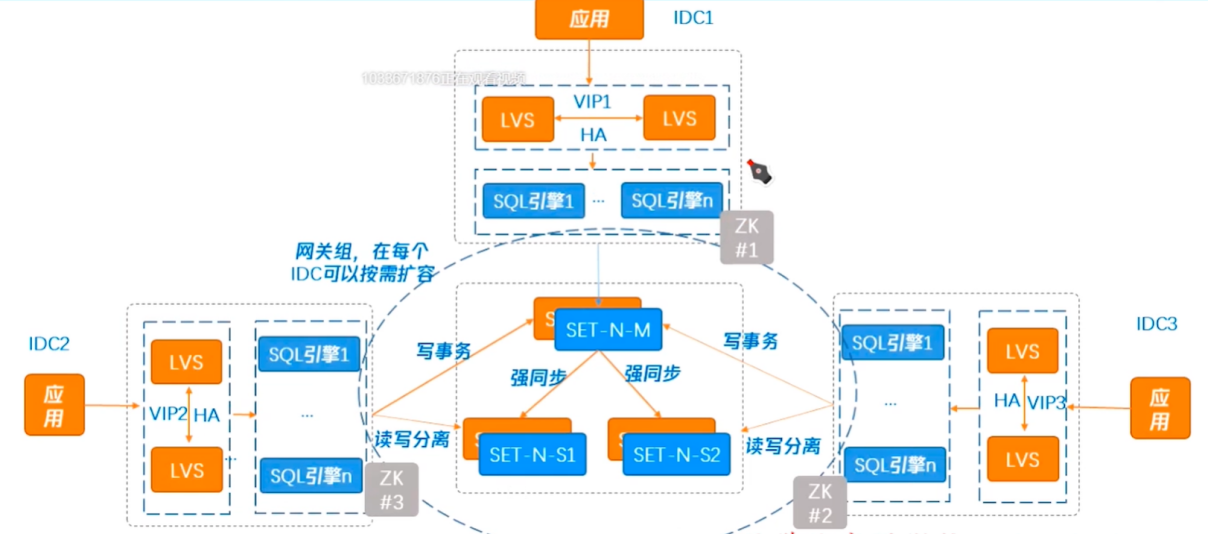 应用
IDC1
VIP1
LVS
LVS
HA
SQL引擎1
...
SQL引擎n
ZK
#1
网关组，在每个
IDC可以按需扩容
IDC2
应
用
LVS
VIP2
HA
LVS
...
SQL引擎1
...
SQL引擎n
ZK
#3
写事务
读写分离
SET-N-M
强同步
强同步
SET-N-S1
SET-N-S2
写事务
读写分离
SQL引擎1
...
SQL引擎n
ZK
#2
LVS
HA
VIP3
LVS
IDC3
应
用